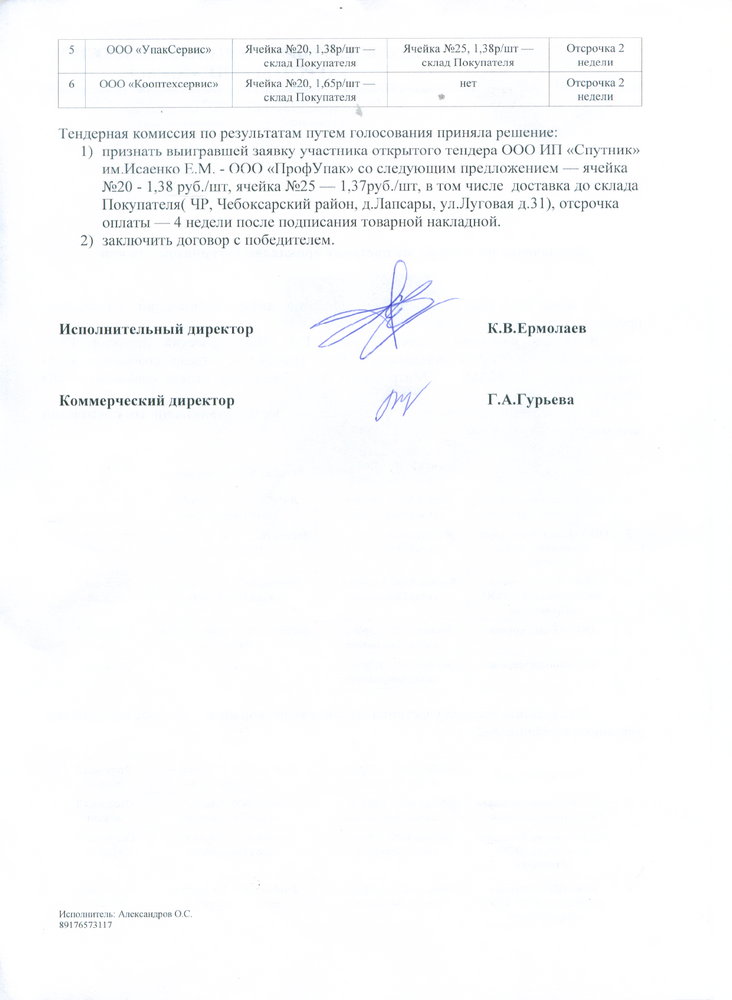 5 ООО «УпакСервис» Ячейка №20, 1,38р/шт — Ячейка №25, 1,38р/шт — Отсрочка 2
склад Покупателя склад Покупателя недели
6 ООО «Кооптехсервис» Ячейка №20, 1,65р/шт — нет Отсрочка 2
склад Покупателя недели
Тендерная комиссия по результатам путем голосования приняла решение:
1) признать выигравшей заявку участника открытого тендера ООО ИП «Спутник»
им.Исаенко Е.М. - ООО «ПрофУпак» со следующим предложением — ячейка
№20 - 1,38 руб./шт, ячейка №25 — 1,37руб./шт, в том числе доставка до склада
Покупателя( ЧР, Чебоксарский район, д.Лапсары, ул.Луговая д.31), отсрочка
оплаты — 4 недели после подписания товарной накладной.
2) заключить договор с победителем.
Исполнительный директор К.В.Ермолаев
Коммерческий директор Г.А.Гурьева
Исполнитель: Александров О.С.
89176573117